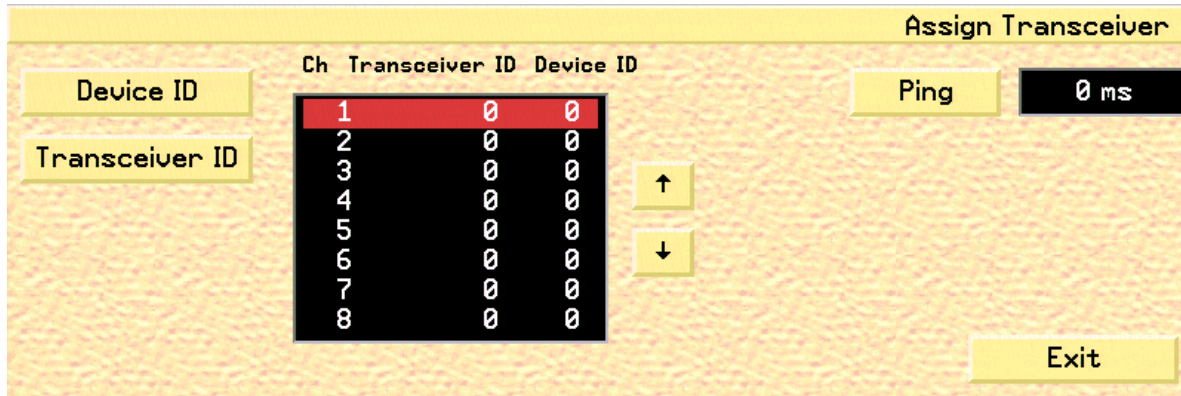 Assign Transceiver
Ch Transceiver ID Device ID
Device ID
Transceiver ID
1 0 0
2 0 0
3 0 0
4 0 0
5 0 0
6 0 0
7 0 0
8 0 0
↑
↓
Ping
0 ms
Exit